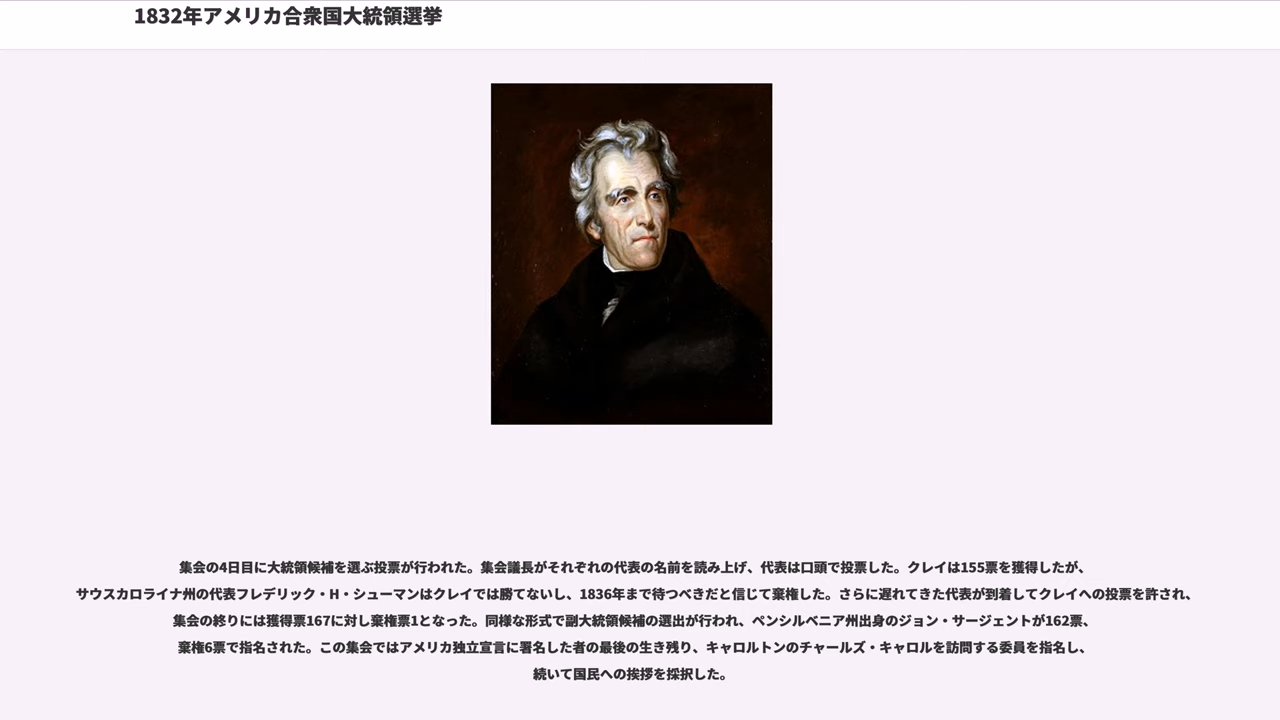 1832年アメリカ合衆国大統領選挙
集会の4日目に大統領候補を選ぶ投票が行われた。集会議長がそれぞれの代表の名前を読み上げ、代表は口頭で投票した。クレイは155票を獲得したが、
サウスカロライナ州の代表フレデリック・H・シューマンはクレイでは勝てないし、1836年まで待つべきだと信じて棄権した。さらに遅れてきた代表が到着してクレイへの投票を許され、
集会の終りには獲得票167に対し棄権票1となった。同様な形式で副大統領候補の選出が行われ、ペンシルベニア州出身のジョン・サージェントが162票、
棄権6票で指名された。この集会ではアメリカ独立宣言に署名した者の最後の生き残り、キャロルトンのチャールズ・キャロルを訪問する委員を指名し、
続いて国民への挨拶を採択した。